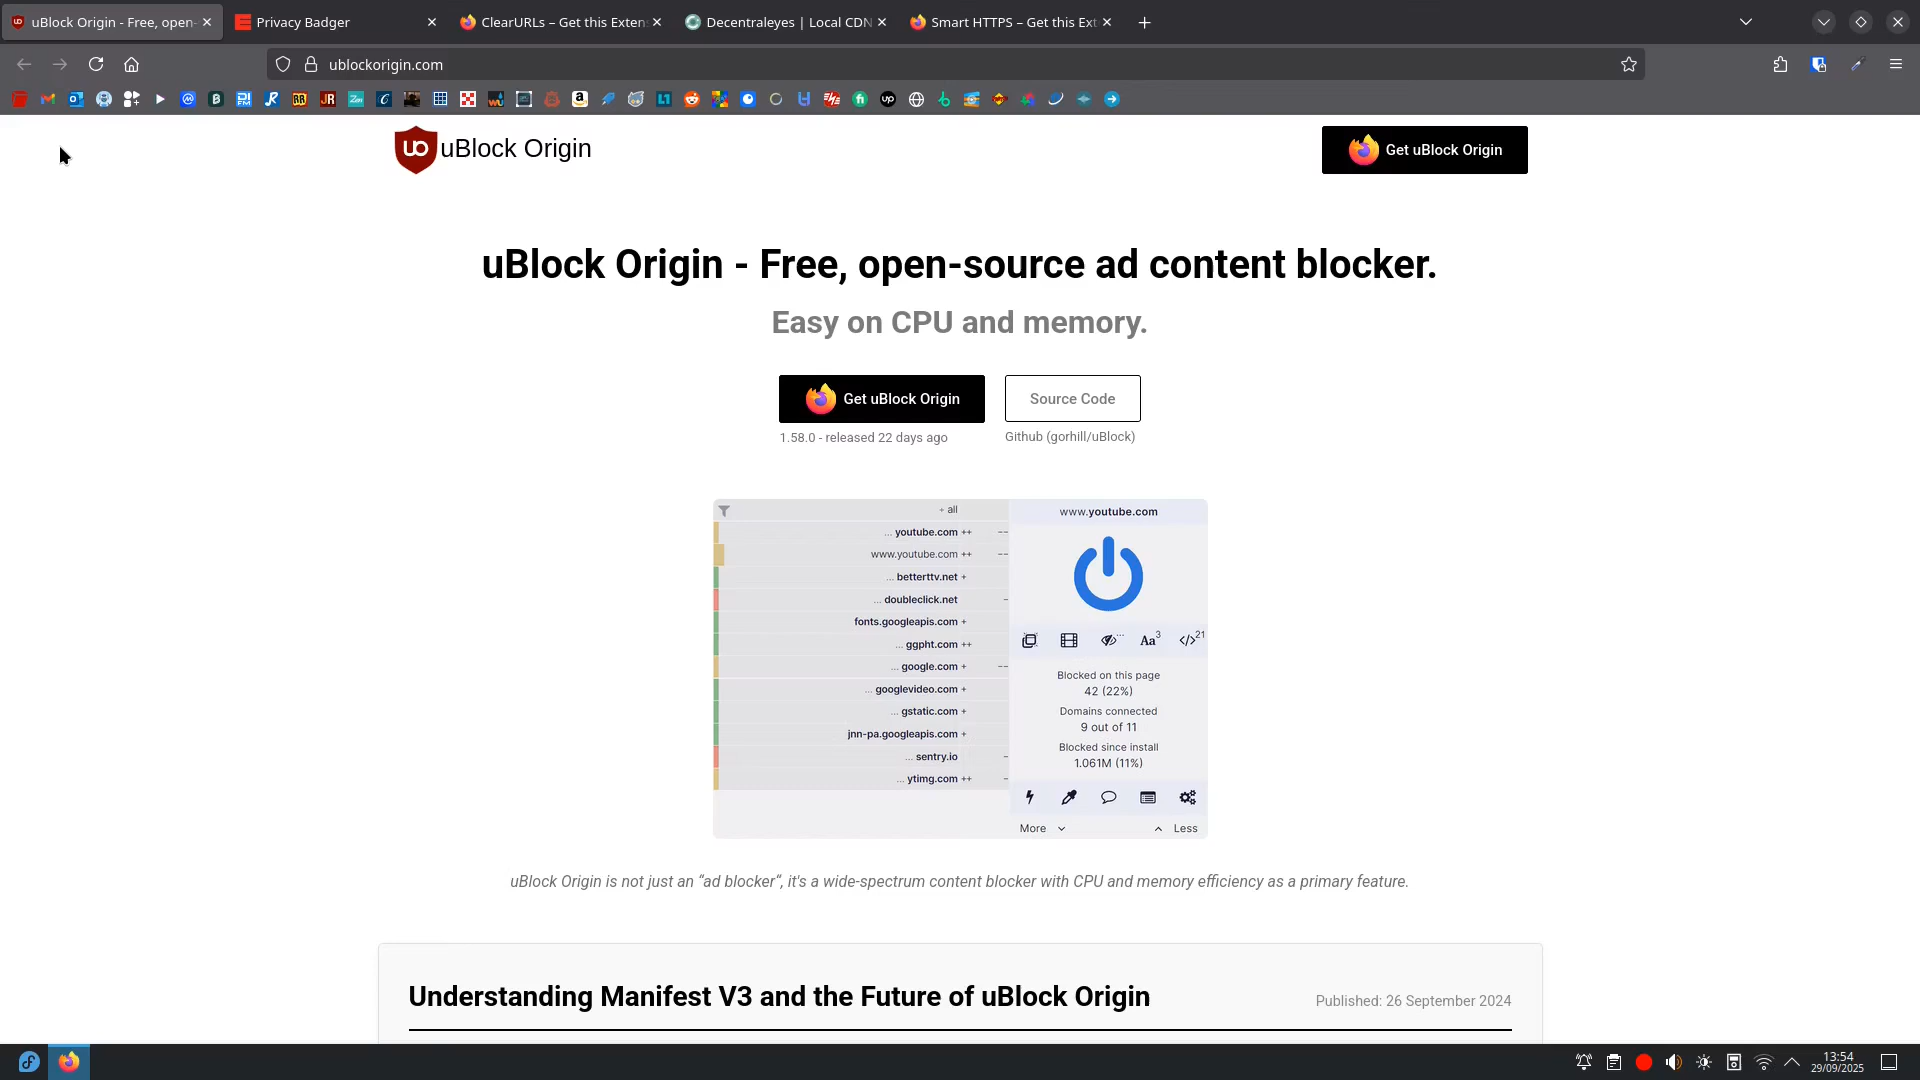 uBlock Origin - Free, open-
Privacy Badger
ClearURLs – Get this Exten
Decentraleyes | Local CDN
Smart HTTPS – Get this Ext
ublockorigin.com
uBlock Origin
Get uBlock Origin
uBlock Origin - Free, open-source ad content blocker.
Easy on CPU and memory.
Get uBlock Origin
Source Code
1.58.0 - released 22 days ago
Github (gorhill/uBlock)
+ all
www.youtube.com
... youtube.com ++ --
www.youtube.com ++ --
... betterttv.net +
... doubleclick.net -
fonts.googleapis.com +
... ggpht.com ++
... google.com + --
... googlevideo.com +
... gstatic.com +
jnn-pa.googleapis.com +
... sentry.io -
... ytimg.com ++ -
Aa 3
</> 21
Blocked on this page
42 (22%)
Domains connected
9 out of 11
Blocked since install
1.061M (11%)
More
Less
uBlock Origin is not just an “ad blocker“, it's a wide-spectrum content blocker with CPU and memory efficiency as a primary feature.
Understanding Manifest V3 and the Future of uBlock Origin
Published: 26 September 2024
13:54
29/09/2025